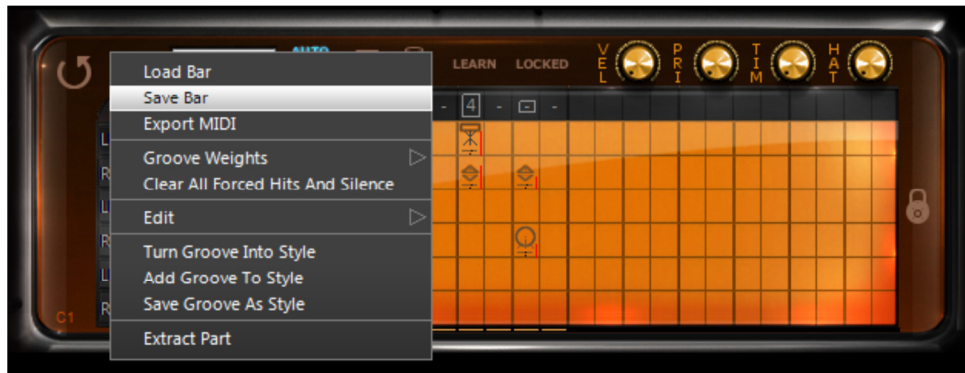 AUTO
LEARN LOCKED
VEL
PRI
TIM
HAT
Load Bar
Save Bar
Export MIDI
Groove Weights
Clear All Forced Hits And Silence
Edit
Turn Groove Into Style
Add Groove To Style
Save Groove As Style
Extract Part
- 4 - -
L
R
L
R
L
R
C1